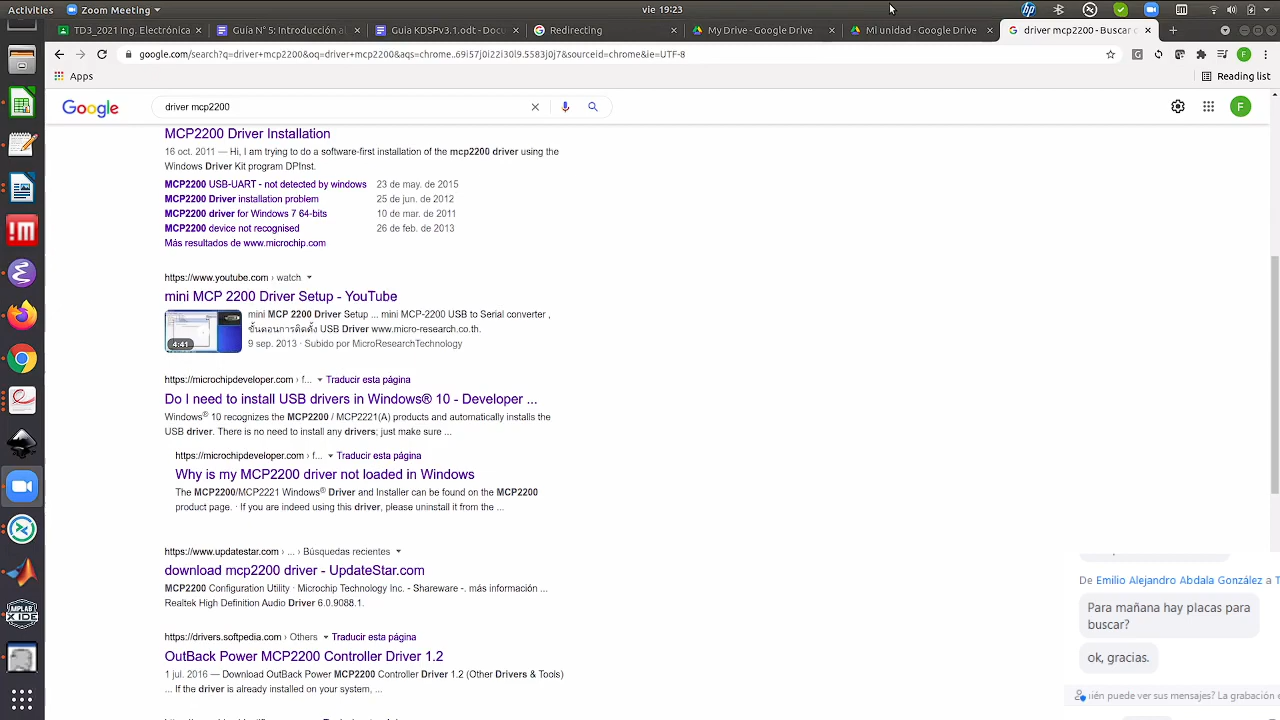 Activities Zoom Meeting vie 19:23
TD3_2021 Ing. Electrónica Guía N° 5: Introducción al Guía KDSPV3.1.odt - Docu Redirecting My Drive - Google Drive Mi unidad - Google Drive driver mcp2200 - Buscar c
google.com/search?q=driver+mcp2200&oq=driver+mcp2200&aqs=chrome..69i57j0i22i30l9.5583j0j7&sourceid=chrome&ie=UTF-8
Apps Reading list
Google driver mcp2200 F
MCP2200 Driver Installation
16 oct. 2011 — Hi, I am trying to do a software-first installation of the mcp2200 driver using the
Windows Driver Kit program DPInst.
MCP2200 USB-UART - not detected by windows 23 de may. de 2015
MCP2200 Driver installation problem 25 de jun. de 2012
MCP2200 driver for Windows 7 64-bits 10 de mar. de 2011
MCP2200 device not recognised 26 de feb. de 2013
Más resultados de www.microchip.com
https://www.youtube.com › watch
mini MCP 2200 Driver Setup - YouTube
mini MCP 2200 Driver Setup ... mini MCP-2200 USB to Serial converter ,
ขั้นตอนการติดตั้ง USB Driver www.micro-research.co.th.
4:41
9 sep. 2013 · Subido por MicroResearchTechnology
https://microchipdeveloper.com › f... Traducir esta página
Do I need to install USB drivers in Windows® 10 - Developer ...
Windows® 10 recognizes the MCP2200 / MCP2221(A) products and automatically installs the
USB driver. There is no need to install any drivers; just make sure ...
https://microchipdeveloper.com › f... Traducir esta página
Why is my MCP2200 driver not loaded in Windows
The MCP2200/MCP2221 Windows® Driver and Installer can be found on the MCP2200
product page. · If you are indeed using this driver, please uninstall it from the ...
https://www.updatestar.com › ... › Búsquedas recientes
download mcp2200 driver - UpdateStar.com
MCP2200 Configuration Utility · Microchip Technology Inc. - Shareware -. más información ...
Realtek High Definition Audio Driver 6.0.9088.1.
https://drivers.softpedia.com › Others Traducir esta página
OutBack Power MCP2200 Controller Driver 1.2
1 jul. 2016 — Download OutBack Power MCP2200 Controller Driver 1.2 (Other Drivers & Tools)
... If the driver is already installed on your system, ...
De Emilio Alejandro Abdala González a T
Para mañana hay placas para
buscar?
ok, gracias.
iién puede ver sus mensajes? La grabación e